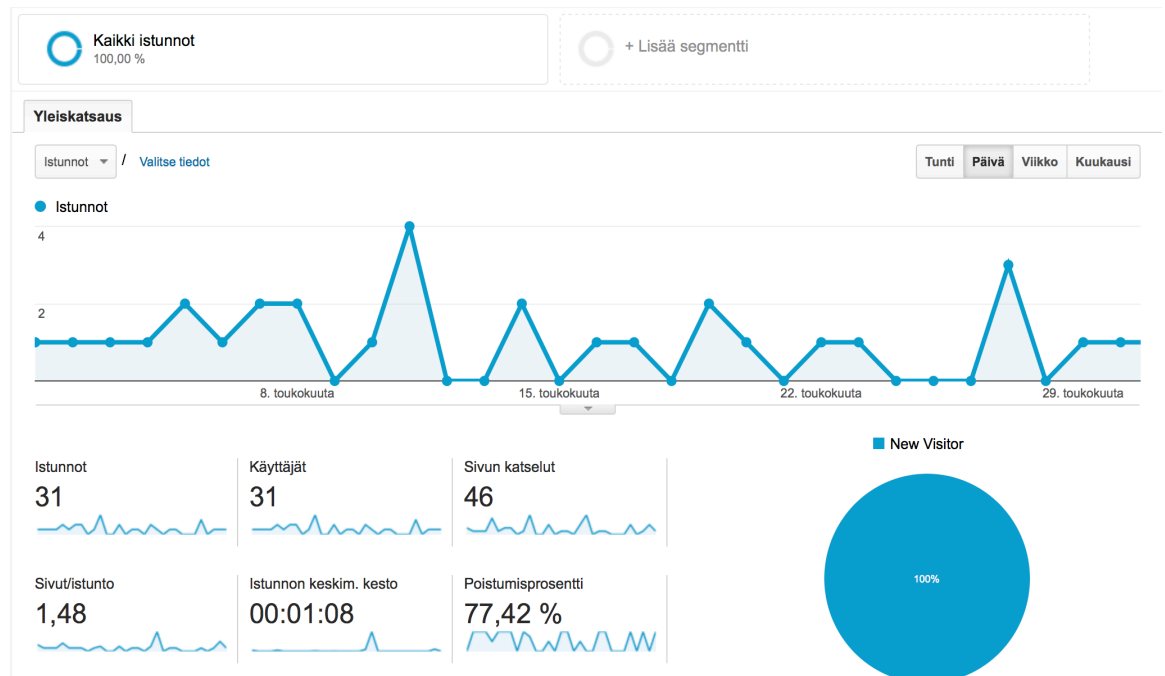 Kaikki istunnot
100,00 %
+ Lisää segmentti
Yleiskatsaus
Istunnot / Valitse tiedot
Tunti Päivä Viikko Kuukausi
Istunnot
4
2
8. toukokuuta 15. toukokuuta 22. toukokuuta 29. toukokuuta
New Visitor
Istunnot Käyttäjät Sivun katselut
31 31 46
100%
Sivut/istunto Istunnon keskim. kesto Poistumisprosentti
1,48 00:01:08 77,42 %